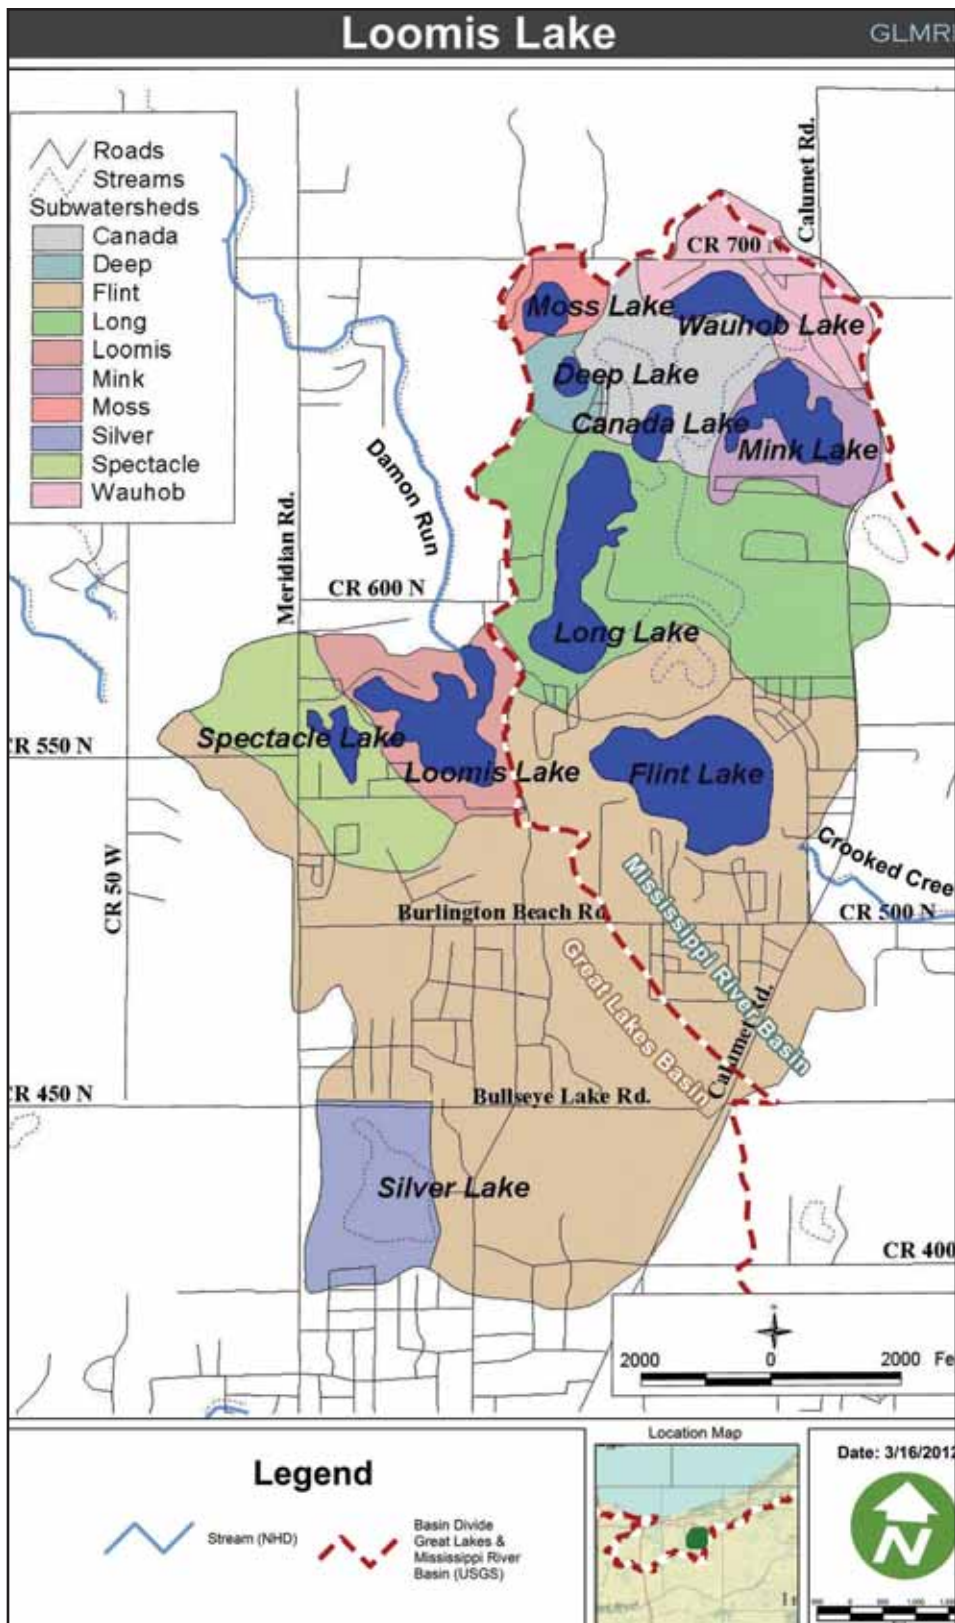 Loomis Lake
GLMRI
Roads
Streams
Subwatersheds
Canada
Deep
Flint
Long
Loomis
Mink
Moss
Silver
Spectacle
Wauhob
Calumet Rd.
CR 700
Moss Lake
Wauhob Lake
Deep Lake
Canada Lake
Mink Lake
Damon Run
Meridian Rd.
CR 600 N
Long Lake
Spectacle Lake
CR 550 N
Loomis Lake
Flint Lake
Crooked Cree
CR 50 W
Burlington Beach Rd.
CR 500 N
Mississippi River Basin
Great Lakes Basin
Calumet Rd.
CR 450 N
Bullseye Lake Rd.
Silver Lake
CR 400
2000 0 2000 Fe
Legend
Stream (NHD)
Basin Divide
Great Lakes &
Mississippi River
Basin (USGS)
Location Map
Date: 3/16/2012
N